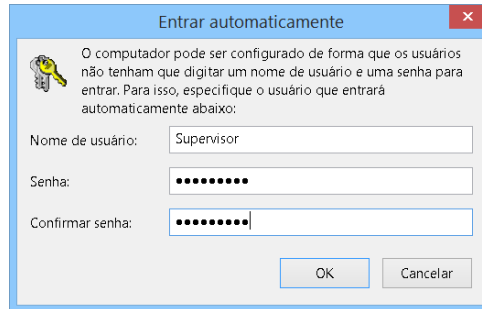 Entrar automaticamente
O computador pode ser configurado de forma que os usuários
não tenham que digitar um nome de usuário e uma senha para
entrar. Para isso, especifique o usuário que entrará
automaticamente abaixo:
Nome de usuário: Supervisor
Senha: •••••••••
Confirmar senha: •••••••••
OK Cancelar